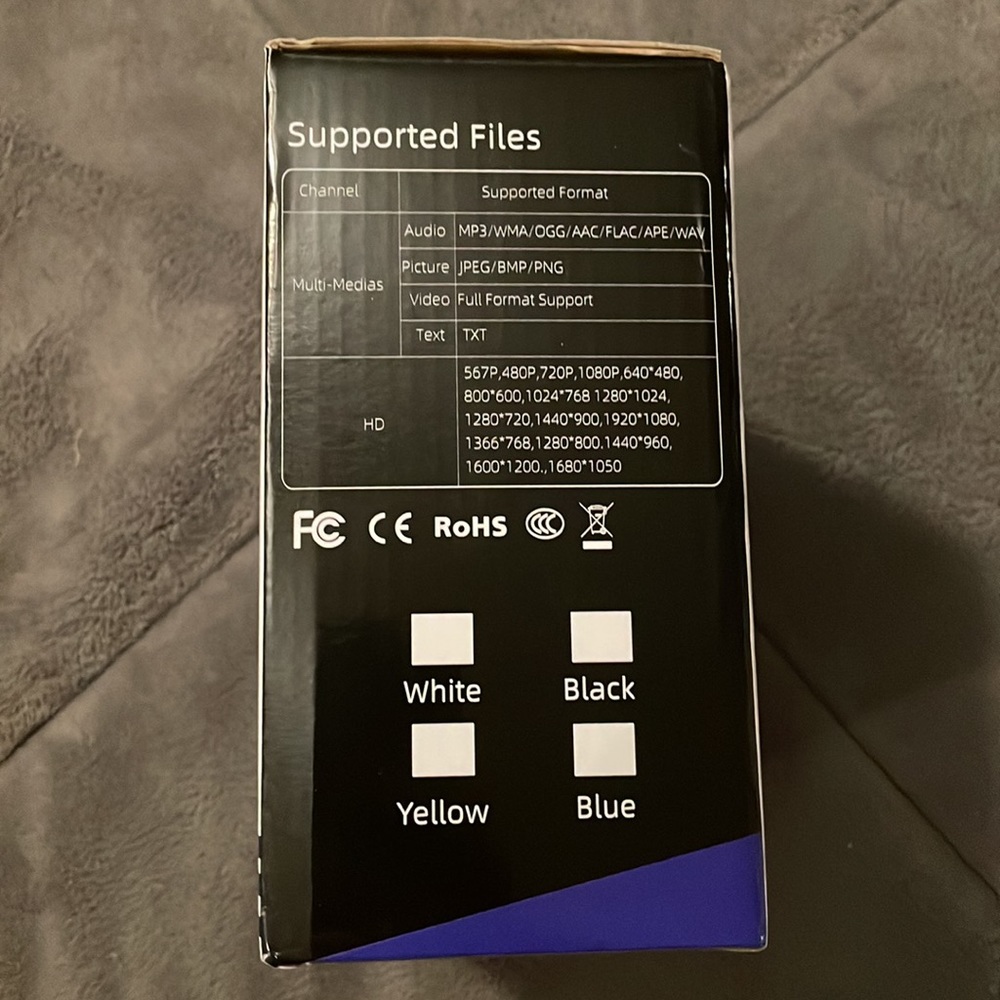 Supported Files
Channel Supported Format
Multi-Medias
Audio MP3/WMA/OGG/AAC/FLAC/APE/WAV
Picture JPEG/BMP/PNG
Video Full Format Support
Text TXT
HD
567P,480P,720P,1080P,640*480,
800*600,1024*768 1280*1024,
1280*720,1440*900,1920*1080,
1366*768,1280*800.1440*960,
1600*1200.,1680*1050
FC CE RoHS CCC
White Black
Yellow Blue